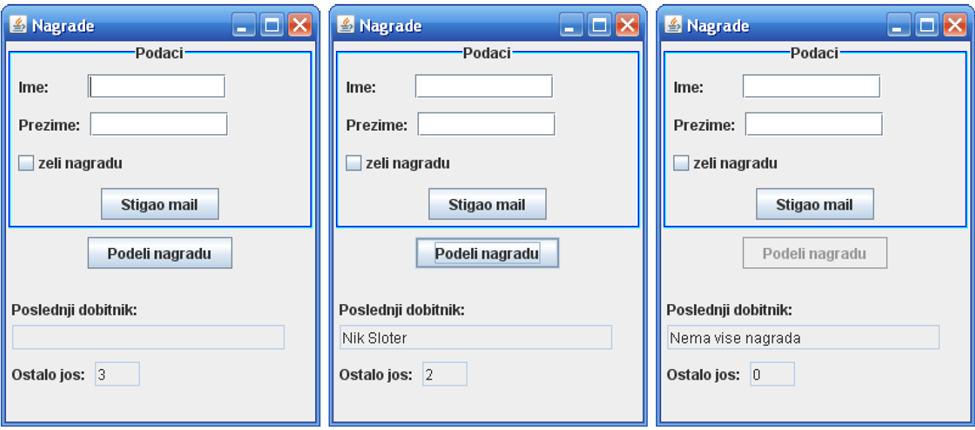 Nagrade
Podaci
Ime:
Prezime:
zeli nagradu
Stigao mail
Podeli nagradu
Poslednji dobitnik:
Ostalo jos: 3
Nagrade
Podaci
Ime:
Prezime:
zeli nagradu
Stigao mail
Podeli nagradu
Poslednji dobitnik:
Nik Sloter
Ostalo jos: 2
Nagrade
Podaci
Ime:
Prezime:
zeli nagradu
Stigao mail
Podeli nagradu
Poslednji dobitnik:
Nema vise nagrada
Ostalo jos: 0